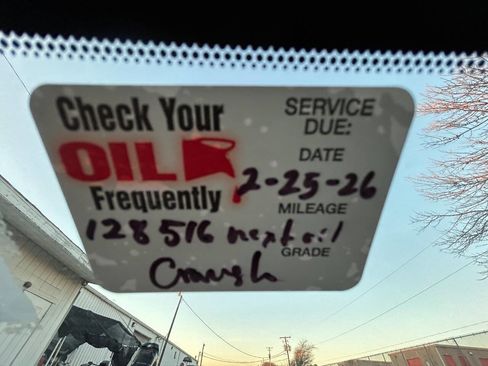 Check Your
OIL
Frequently
SERVICE
DUE:
DATE
2-25-26
MILEAGE
128516 next oil
GRADE